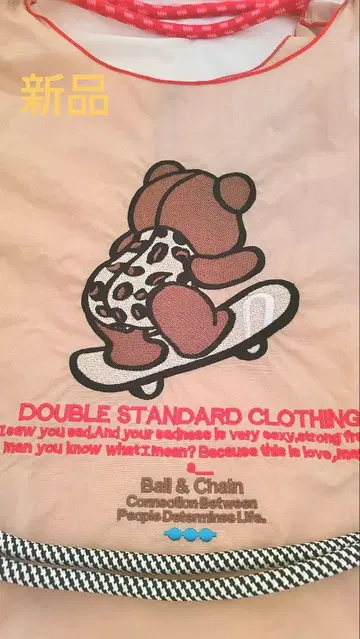 新品
DOUBLE STANDARD CLOTHING
I saw you sad.And your sadness is very sexy,strong
man you know what I mean? Because this is love,
Ball & Chain
Connection Between
People Determines Life.